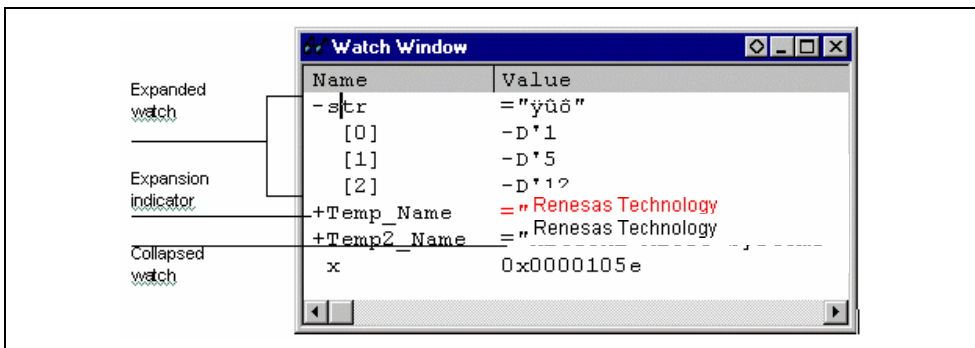 Watch Window
Name Value
Expanded watch
-str ="ÿûô"
[0] -D'1
[1] -D'5
[2] -D'12
Expansion indicator
+Temp_Name ="Renesas Technology
+Temp2_Name ="Renesas Technology
Collapsed watch
x 0x0000105e